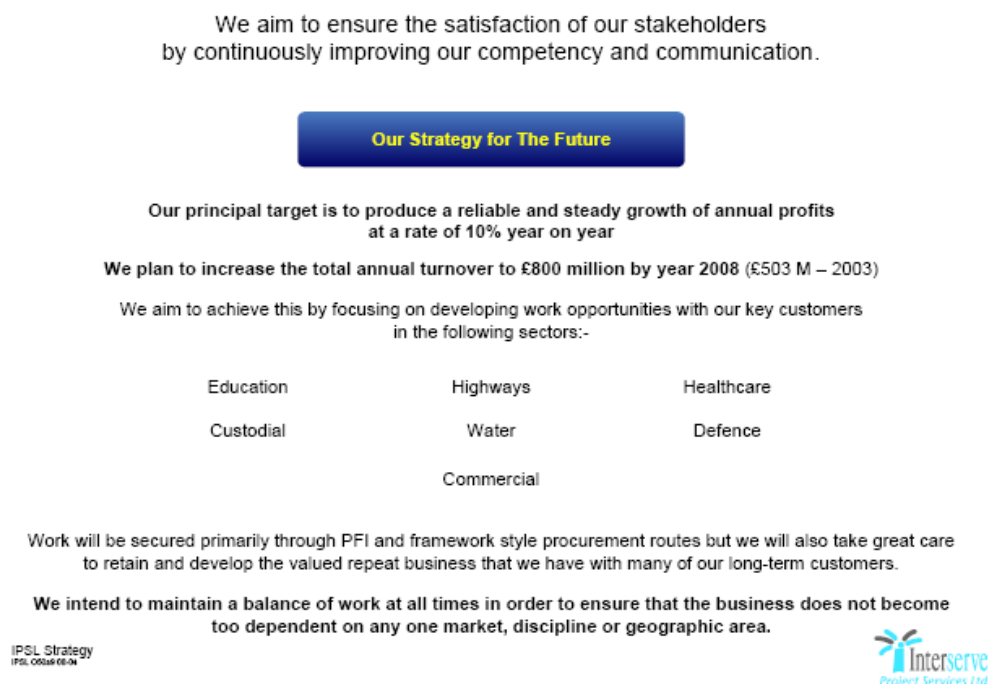 We aim to ensure the satisfaction of our stakeholders
by continuously improving our competency and communication.
Our Strategy for The Future
Our principal target is to produce a reliable and steady growth of annual profits
at a rate of 10% year on year
We plan to increase the total annual turnover to £800 million by year 2008 (£503 M – 2003)
We aim to achieve this by focusing on developing work opportunities with our key customers
in the following sectors:-
Education Highways Healthcare
Custodial Water Defence
Commercial
Work will be secured primarily through PFI and framework style procurement routes but we will also take great care
to retain and develop the valued repeat business that we have with many of our long-term customers.
We intend to maintain a balance of work at all times in order to ensure that the business does not become
too dependent on any one market, discipline or geographic area.
IPSL Strategy
IPSL
Interserve
Project Services Ltd